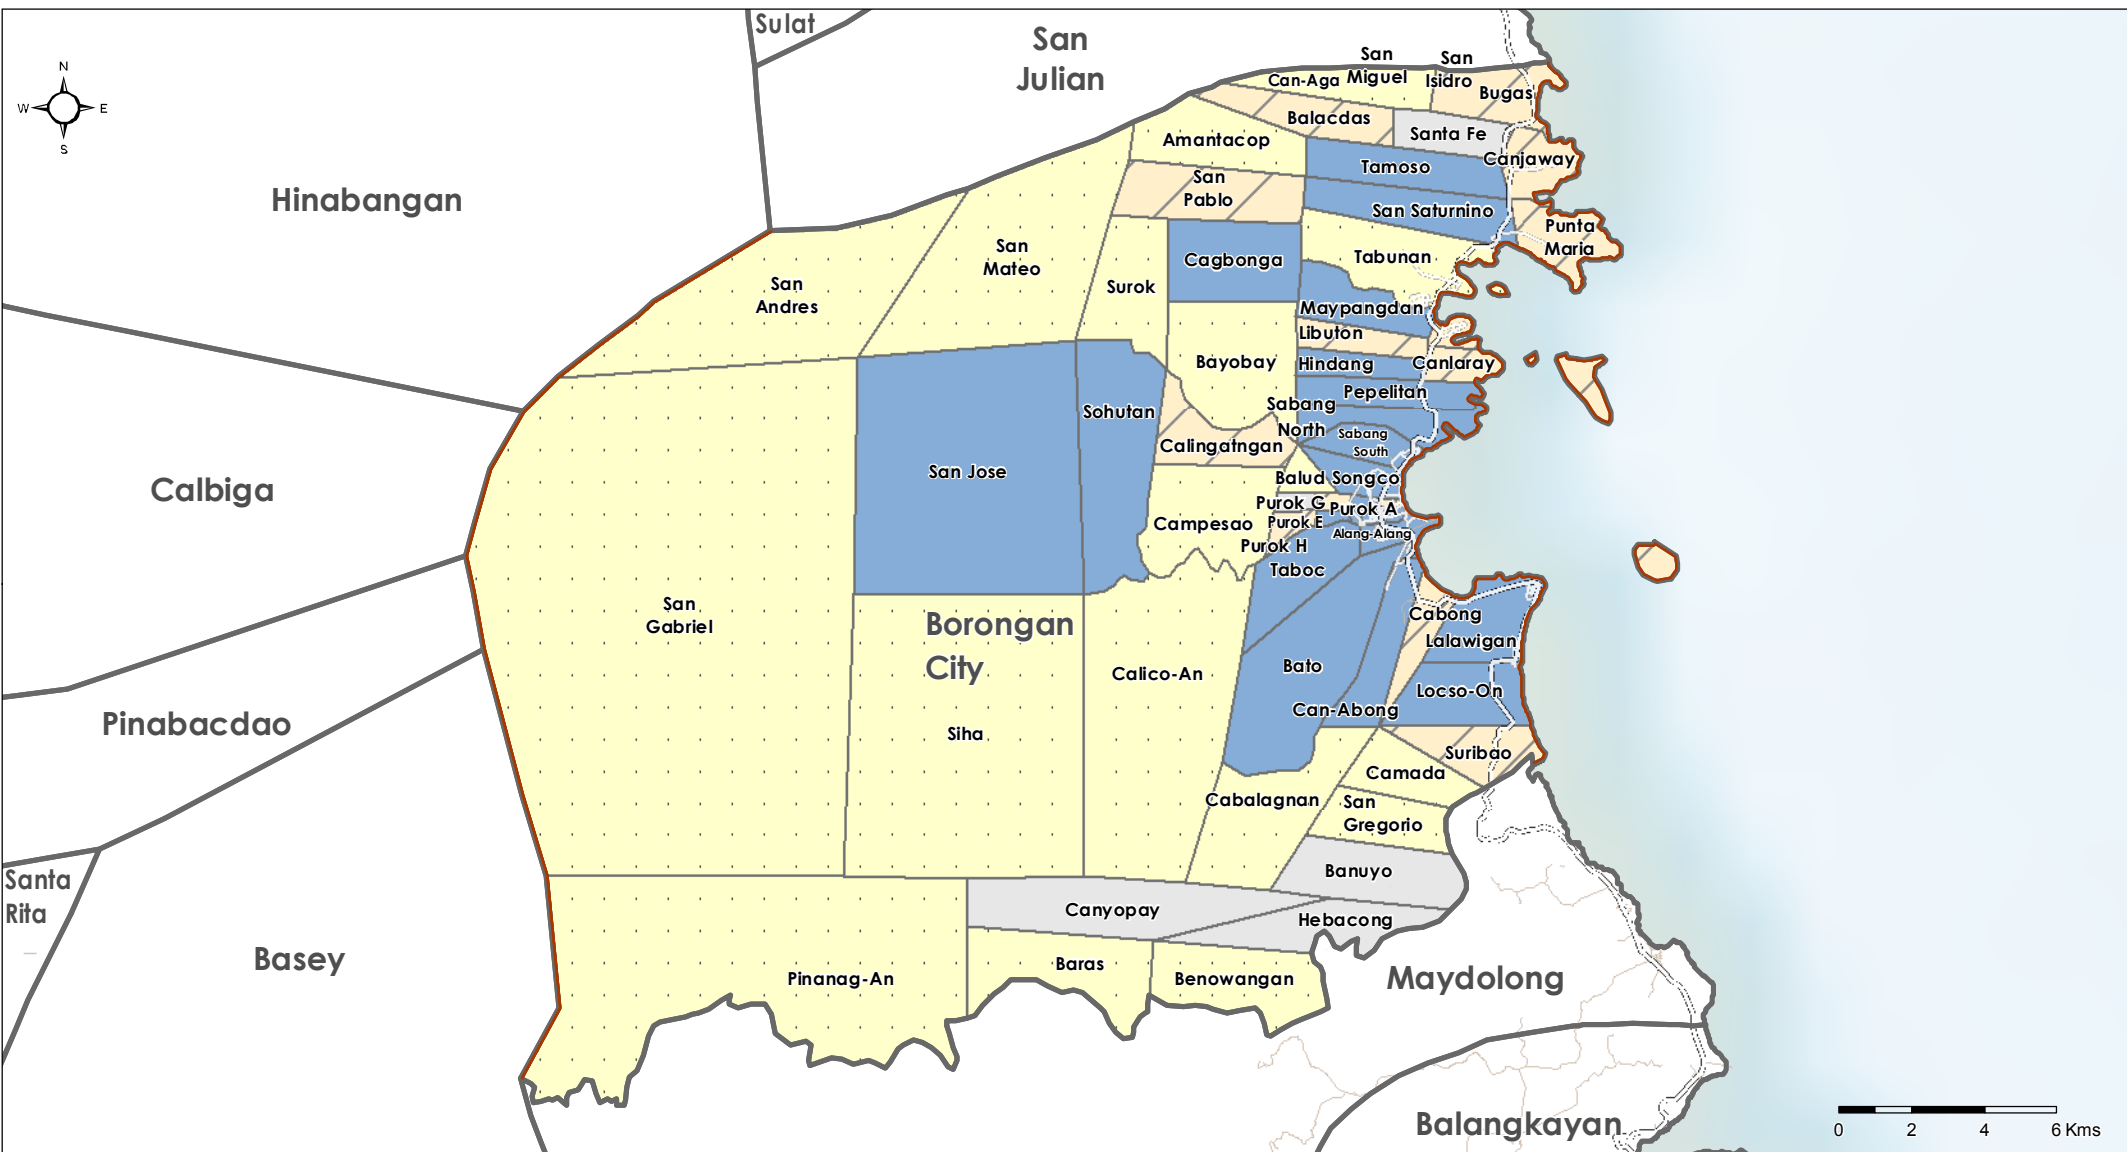 Sulat
San
Julian
N
W
E
S
Hinabangan
Calbiga
Pinabacdao
Santa
Rita
Basey
San
Miguel
San
Isidro
Can-Aga
Bugas
Balacdas
Santa Fe
Amantacop
Canjaway
Tamoso
San
Pablo
San Saturnino
Punta
Maria
San
Mateo
Cagbonga
Tabunan
Surok
San
Andres
Maypangdan
Libuton
Bayobay
Hindang
Canlaray
Pepelitan
Sohutan
Sabang
North
Sabang
South
Calingatngan
San Jose
Balud
Songco
Purok G
Purok A
Campesao
Purok E
Alang-Alang
Purok H
Taboc
San
Gabriel
Borongan
City
Cabong
Lalawigan
Calico-An
Bato
Locso-On
Can-Abong
Siha
Suribao
Camada
Cabalagnan
San
Gregorio
Banuyo
Canyopay
Hebacong
Baras
Pinanag-An
Benowangan
Maydolong
Balangkayan
0 2 4 6 Kms